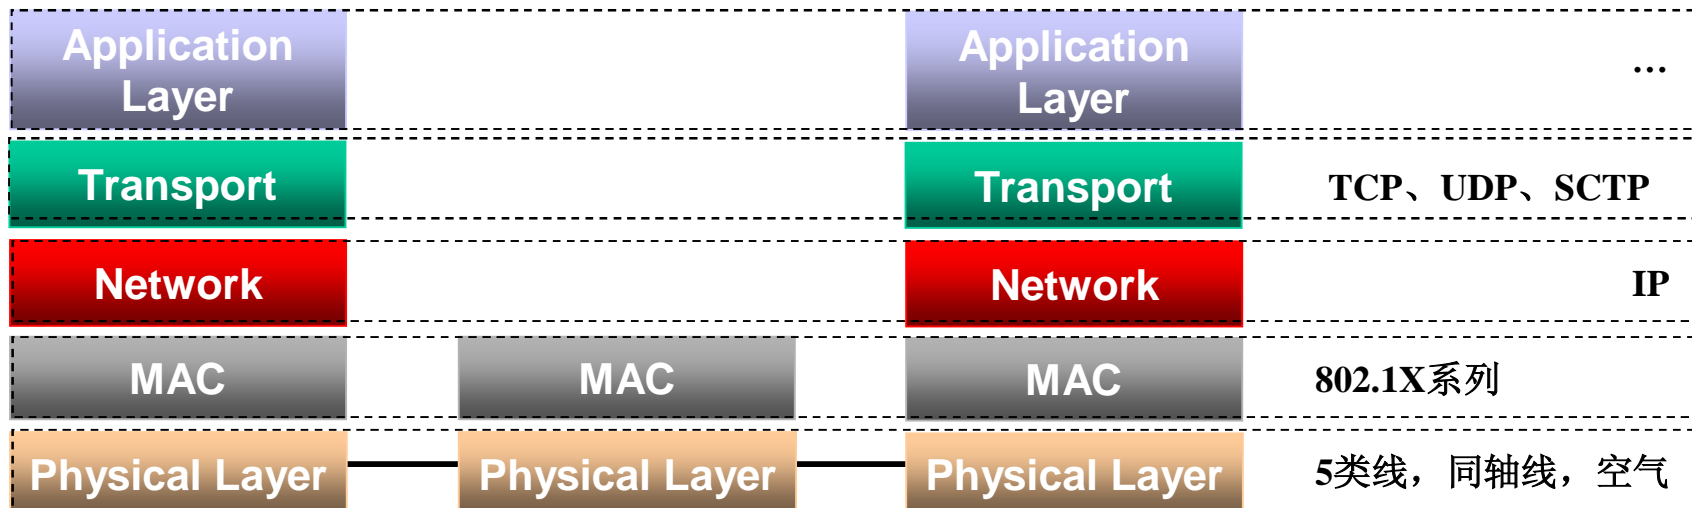 Application
Layer
Application
Layer
…
Transport
Transport
TCP、UDP、SCTP
Network
Network
IP
MAC
MAC
MAC
802.1X系列
Physical Layer
Physical Layer
Physical Layer
5类线，同轴线，空气